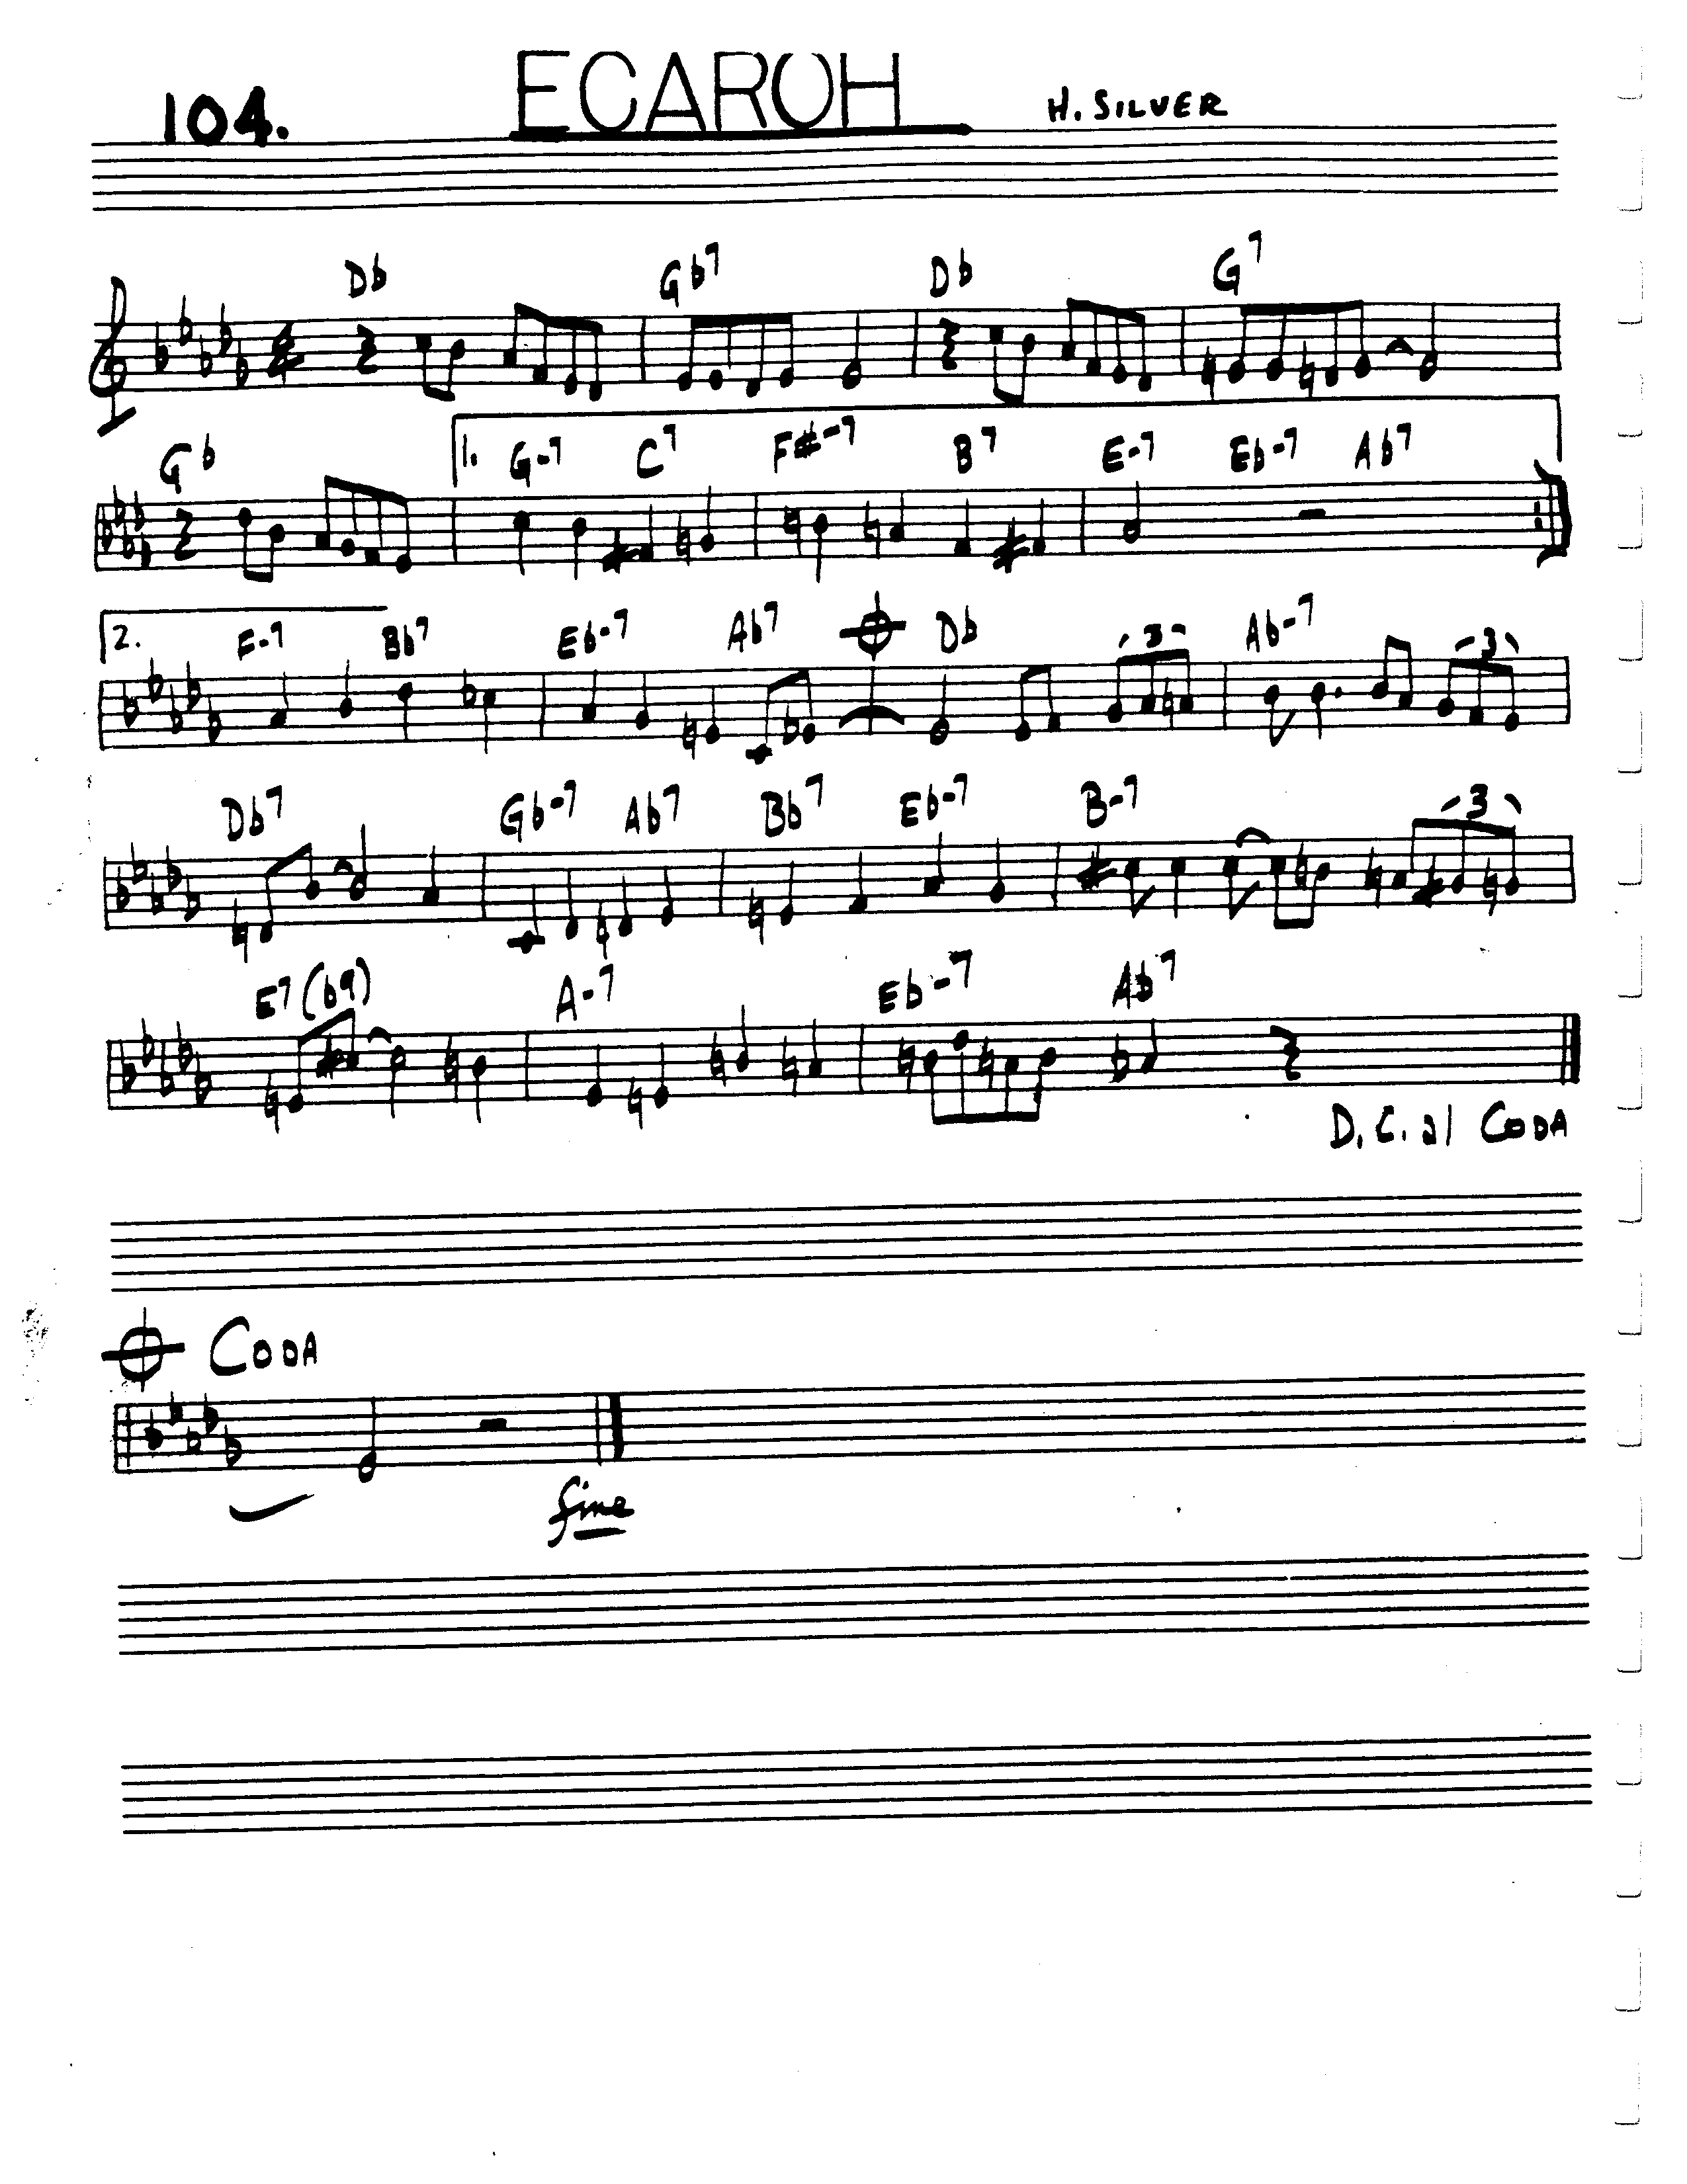 104. ECAROH H. SILVER
Db Gb7 Db G7
Gb 1. G-7 C7 F#-7 B7 E-7 Eb-7 Ab7
2. F-7 Bb7 Eb-7 Ab7 Db 3 Ab-7 3
Db7 Gb-7 Ab7 Bb7 Eb-7 B-7 3
E7(b9) A-7 Eb-7 Ab7
D.C. al CODA
CODA
fine